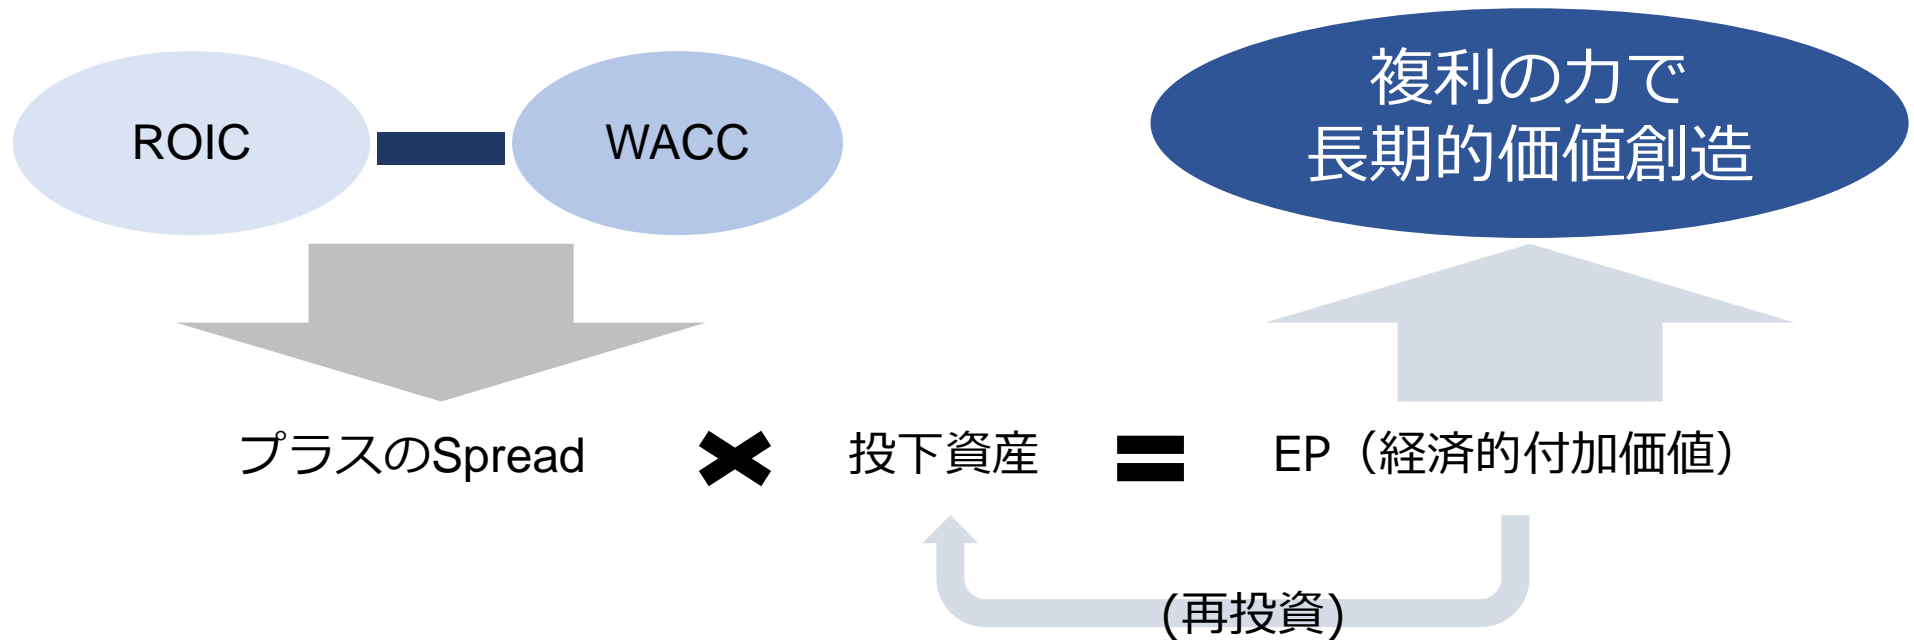 ROIC
WACC
複利の力で
長期的価値創造
プラスのSpread
投下資産
EP（経済的付加価値）
(再投資)